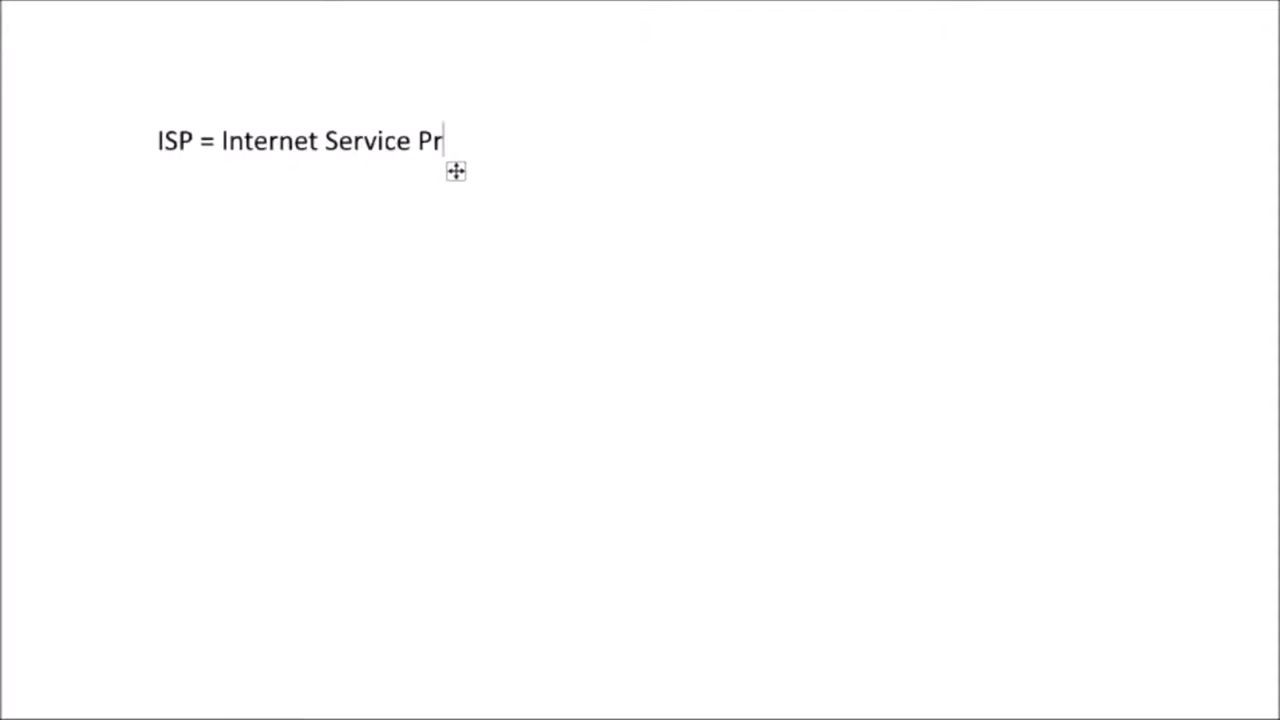 ISP = Internet Service Pr